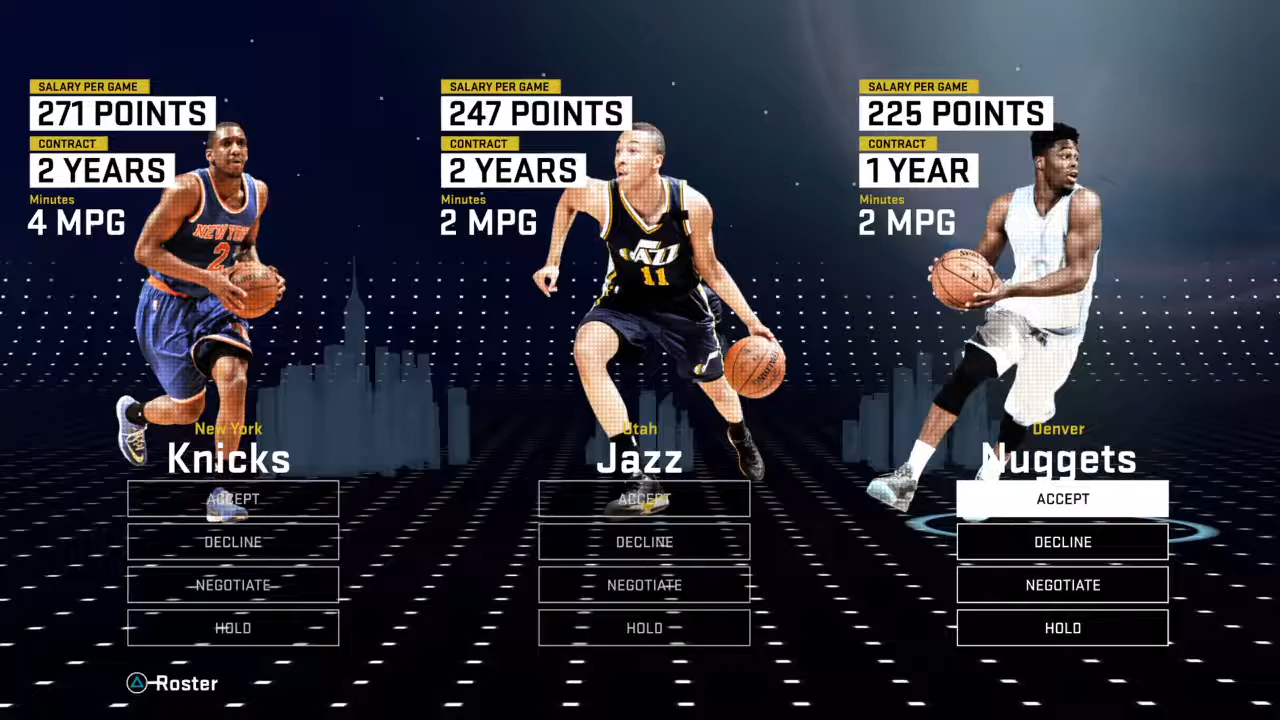 SALARY PER GAME
271 POINTS
CONTRACT
2 YEARS
Minutes
4 MPG
NEW YORK
2
New York
Knicks
ACCEPT
DECLINE
NEGOTIATE
HOLD
SALARY PER GAME
247 POINTS
CONTRACT
2 YEARS
Minutes
2 MPG
JAZZ
11
Utah
Jazz
ACCEPT
DECLINE
NEGOTIATE
HOLD
SALARY PER GAME
225 POINTS
CONTRACT
1 YEAR
Minutes
2 MPG
Denver
Nuggets
ACCEPT
DECLINE
NEGOTIATE
HOLD
Roster